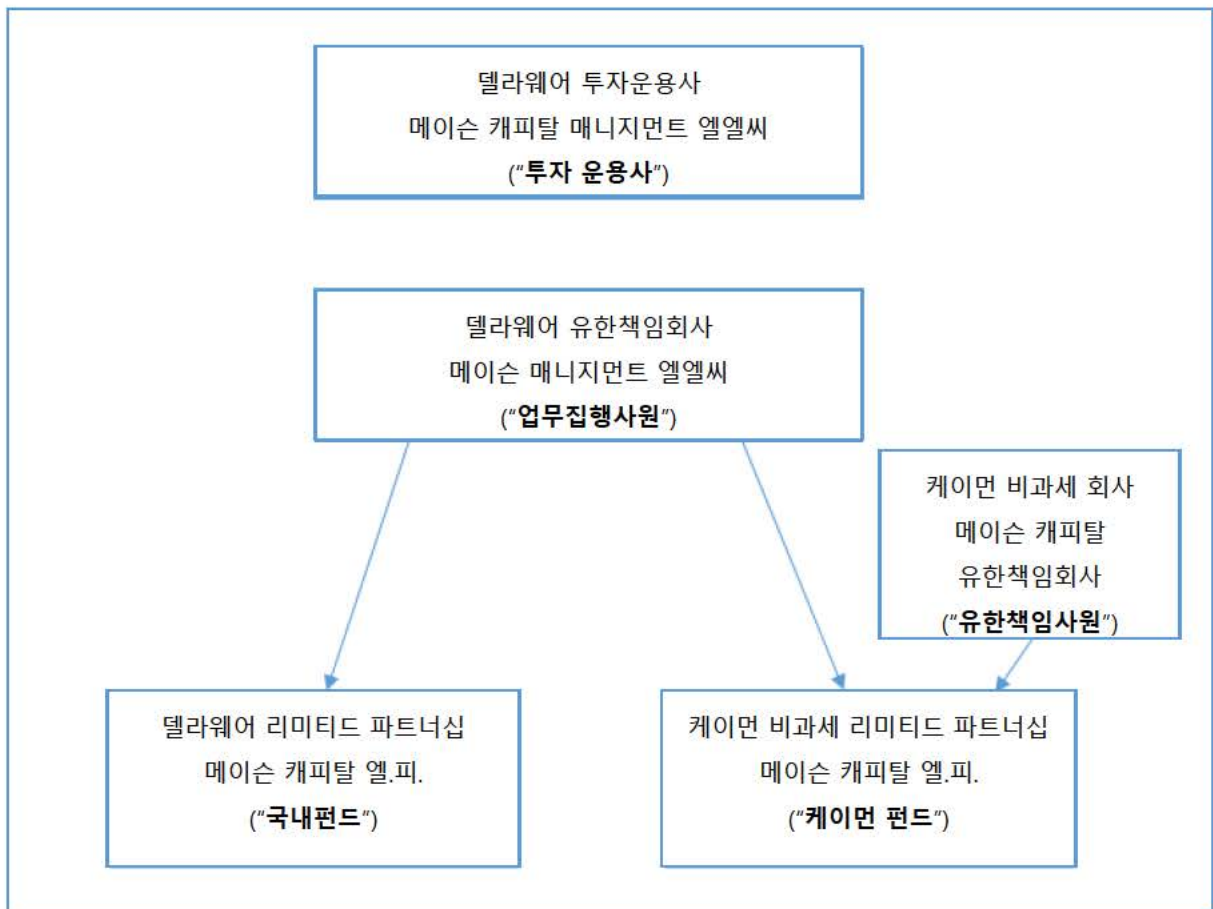 델라웨어 투자운용사
메이슨 캐피탈 매니지먼트 엘엘씨
(“투자 운용사”)
델라웨어 유한책임회사
메이슨 매니지먼트 엘엘씨
(“업무집행사원”)
케이먼 비과세 회사
메이슨 캐피탈
유한책임회사
(“유한책임사원”)
델라웨어 리미티드 파트너십
메이슨 캐피탈 엘.피.
(“국내펀드”)
케이먼 비과세 리미티드 파트너십
메이슨 캐피탈 엘.피.
(“케이먼 펀드”)